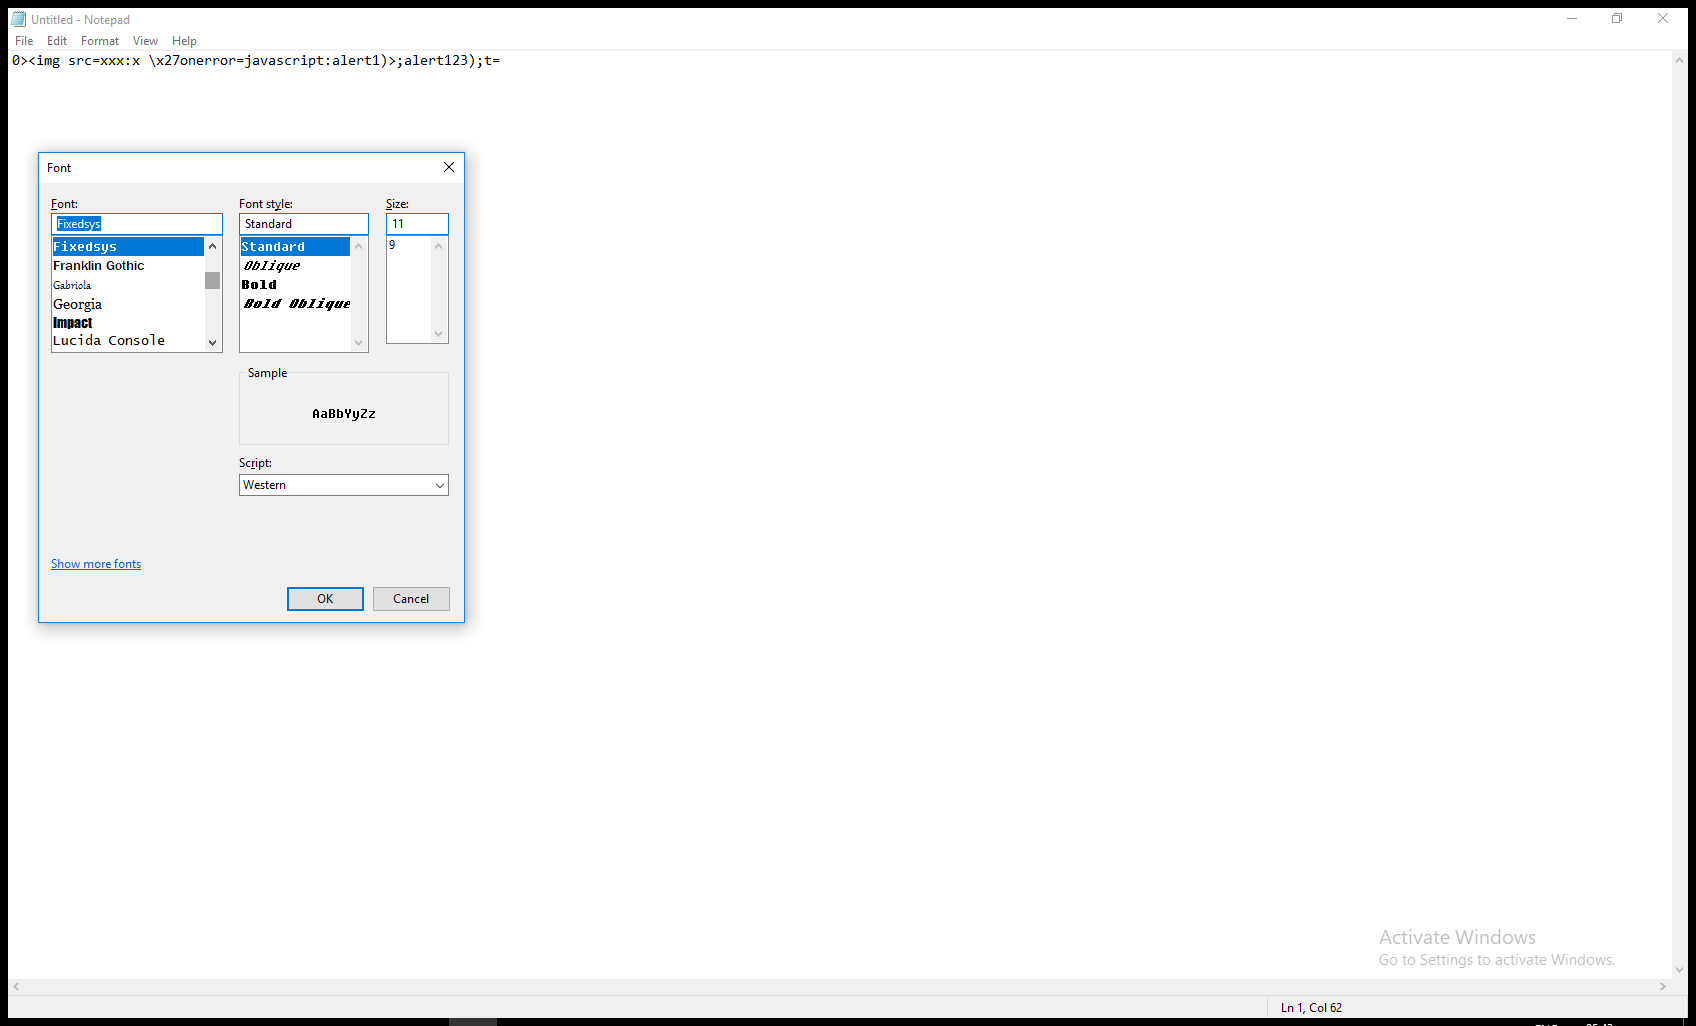 Untitled - Notepad
File Edit Format View Help
0><img src=xxx:x \x27onerror=javascript:alert1)>;alert123);t=
Font
Font: Font style: Size:
Fixedsys Standard 11
Fixedsys Standard 9
Franklin Gothic Oblique
Gabriola Bold
Georgia Bold Oblique
Impact
Lucida Console
Sample
AaBbYyZz
Script:
Western
Show more fonts
OK Cancel
Activate Windows
Go to Settings to activate Windows.
Ln 1, Col 62